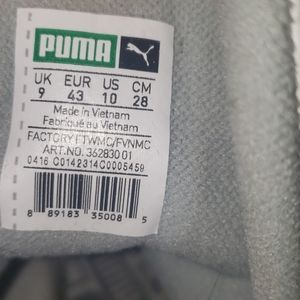 PUMA
UK EUR US CM
9 43 10 28
Made in Vietnam
Fabriqué au Vietnam
FACTORY FTWMC/FVNMC
ART.NO. 362830 01
0416 C0142314C0005459
8 89183 35008 5